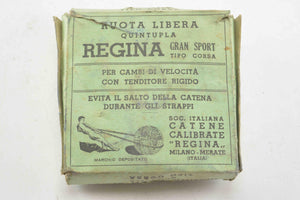 RUOTA LIBERA
QUINTUPLA
REGINA GRAN SPORT
TIPO CORSA
PER CAMBI DI VELOCITÀ
CON TENDITORE RIGIDO
EVITA IL SALTO DELLA CATENA
DURANTE GLI STRAPPI
MARCHIO DEPOSITATO
SOC. ITALIANA
CATENE
CALIBRATE
"REGINA"
MILANO-MERATE
(ITALIA)